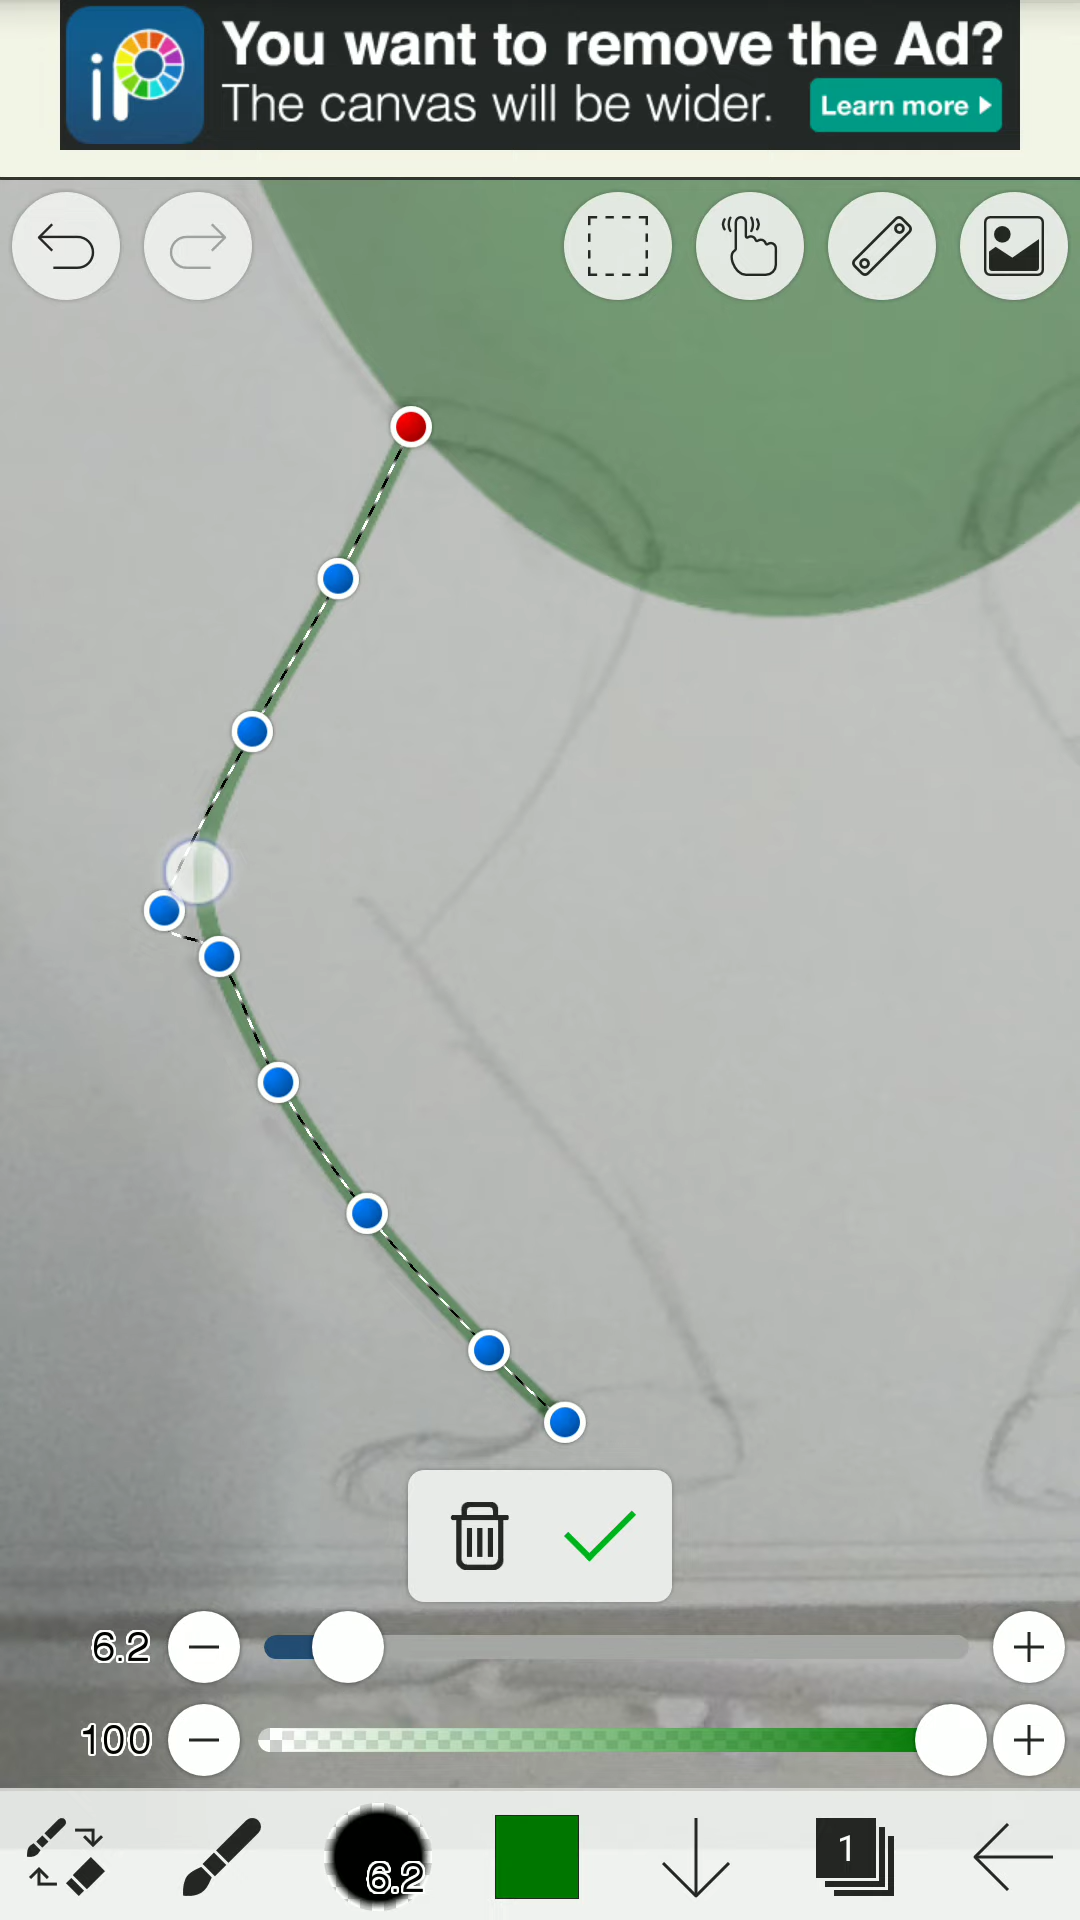 iP
You want to remove the Ad?
The canvas will be wider.
Learn more
6.2
100
6.2
1